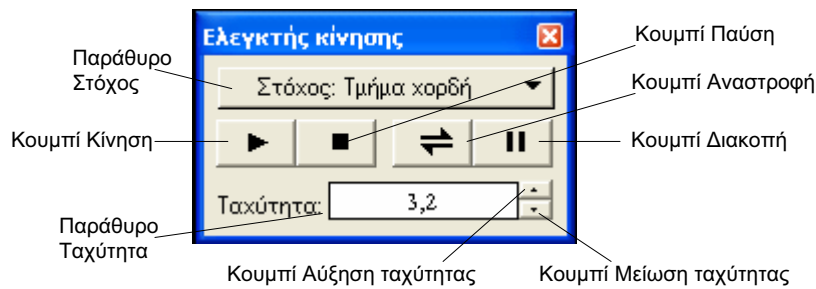 Ελεγκτής κίνησης
Κουμπί Παύση
Παράθυρο
Στόχος
Στόχος: Τμήμα χορδή
Κουμπί Αναστροφή
Κουμπί Κίνηση
Κουμπί Διακοπή
Ταχύτητα:
3,2
Παράθυρο
Ταχύτητα
Κουμπί Αύξηση ταχύτητας
Κουμπί Μείωση ταχύτητας